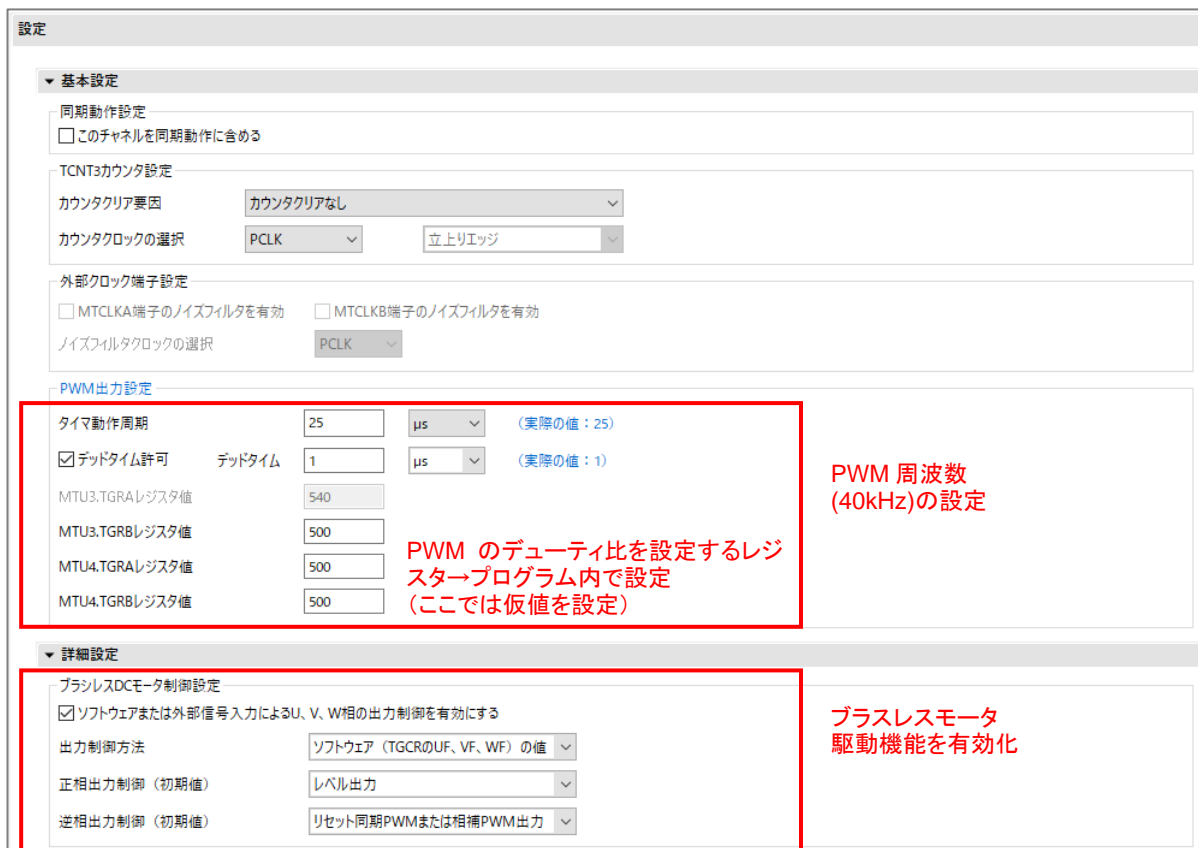 設定
基本設定
同期動作設定
このチャネルを同期動作に含める
TCNT3カウンタ設定
カウンタクリア要因 カウンタクリアなし
カウンタクロックの選択 PCLK 立上りエッジ
外部クロック端子設定
MTCLKA端子のノイズフィルタを有効 MTCLKB端子のノイズフィルタを有効
ノイズフィルタクロックの選択 PCLK
PWM出力設定
タイマ動作周期 25 μs (実際の値：25)
デッドタイム許可 デッドタイム 1 μs (実際の値：1)
MTU3.TGRAレジスタ値 540
MTU3.TGRBレジスタ値 500
MTU4.TGRAレジスタ値 500
MTU4.TGRBレジスタ値 500
PWM 周波数
(40kHz)の設定
PWM のデューティ比を設定するレジ
スタ→プログラム内で設定
（ここでは仮値を設定）
詳細設定
ブラシレスDCモータ制御設定
ソフトウェアまたは外部信号入力によるU、V、W相の出力制御を有効にする
出力制御方法 ソフトウェア（TGCRのUF、VF、WF）の値
正相出力制御（初期値） レベル出力
逆相出力制御（初期値） リセット同期PWMまたは相補PWM出力
ブラスレスモータ
駆動機能を有効化